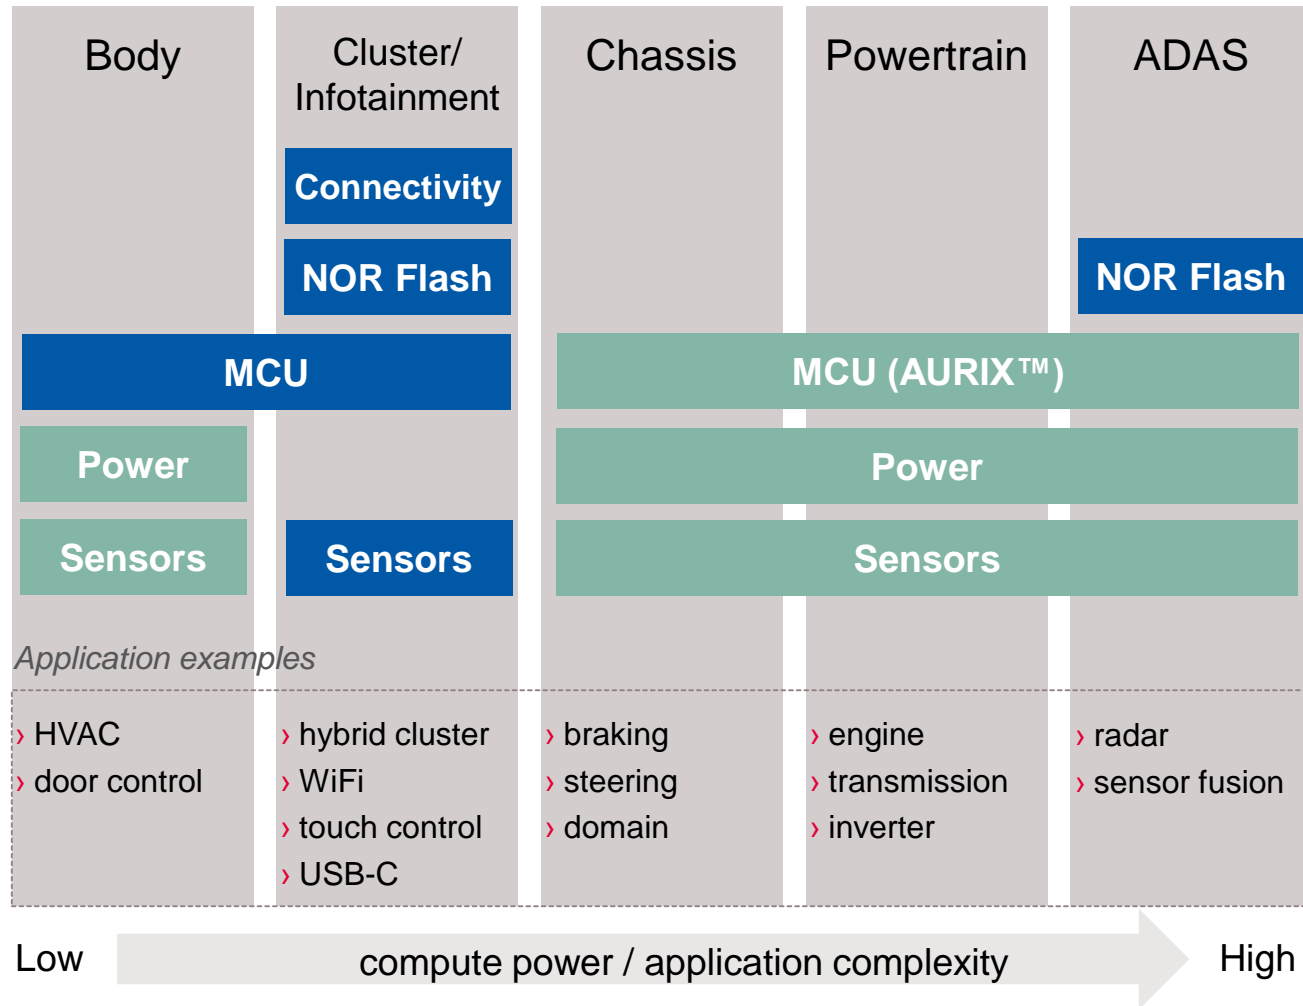 Body
Cluster/
Infotainment
Chassis
Powertrain
ADAS
Connectivity
NOR Flash
NOR Flash
MCU
MCU (AURIX™)
Power
Power
Sensors
Sensors
Sensors
Application examples
› HVAC
› door control
› hybrid cluster
› WiFi
› touch control
› USB-C
› braking
› steering
› domain
› engine
› transmission
› inverter
› radar
› sensor fusion
Low
compute power / application complexity
High